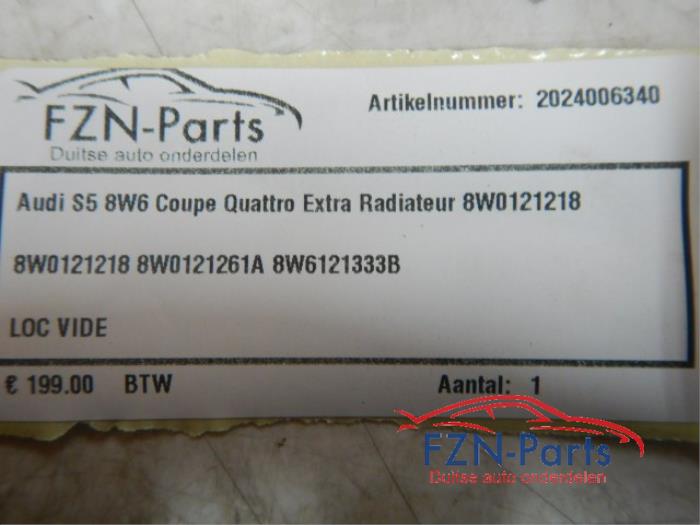 FZN-Parts
Duitse auto onderdelen
Artikelnummer: 2024006340
Audi S5 8W6 Coupe Quattro Extra Radiateur 8W0121218
8W0121218 8W0121261A 8W6121333B
LOC VIDE
€ 199.00 BTW Aantal: 1
FZN-Parts
Duitse auto onderdelen